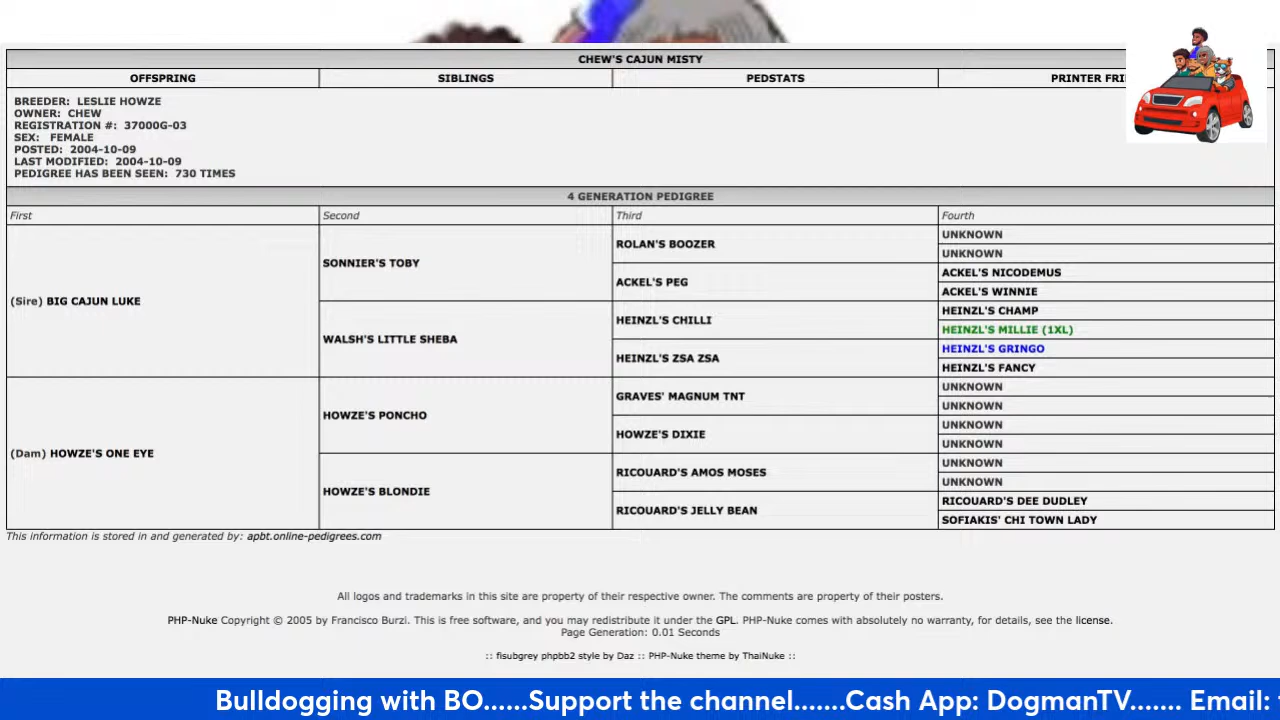 CHEW'S CAJUN MISTY
OFFSPRING SIBLINGS PEDSTATS PRINTER
BREEDER: LESLIE HOWZE
OWNER: CHEW
REGISTRATION #: 37000G-03
SEX: FEMALE
POSTED: 2004-10-09
LAST MODIFIED: 2004-10-09
PEDIGREE HAS BEEN SEEN: 730 TIMES
4 GENERATION PEDIGREE
First Second Third Fourth
UNKNOWN
ROLAN'S BOOZER
UNKNOWN
SONNIER'S TOBY
ACKEL'S NICODEMUS
ACKEL'S PEG
ACKEL'S WINNIE
(Sire) BIG CAJUN LUKE
HEINZL'S CHAMP
HEINZL'S CHILLI
HEINZL'S MILLIE (1XL)
WALSH'S LITTLE SHEBA
HEINZL'S GRINGO
HEINZL'S ZSA ZSA
HEINZL'S FANCY
UNKNOWN
GRAVES' MAGNUM TNT
UNKNOWN
HOWZE'S PONCHO
UNKNOWN
HOWZE'S DIXIE
UNKNOWN
(Dam) HOWZE'S ONE EYE
UNKNOWN
RICOUARD'S AMOS MOSES
UNKNOWN
HOWZE'S BLONDIE
RICOUARD'S DEE DUDLEY
RICOUARD'S JELLY BEAN
SOFIAKIS' CHI TOWN LADY
This information is stored in and generated by: apbt.online-pedigrees.com
All logos and trademarks in this site are property of their respective owner. The comments are property of their posters.
PHP-Nuke Copyright © 2005 by Francisco Burzi. This is free software, and you may redistribute it under the GPL. PHP-Nuke comes with absolutely no warranty, for details, see the license.
Page Generation: 0.01 Seconds
:: fisubgrey phpbb2 style by Daz :: PHP-Nuke theme by ThaiNuke ::
Bulldogging with BO......Support the channel.......Cash App: DogmanTV....... Email: